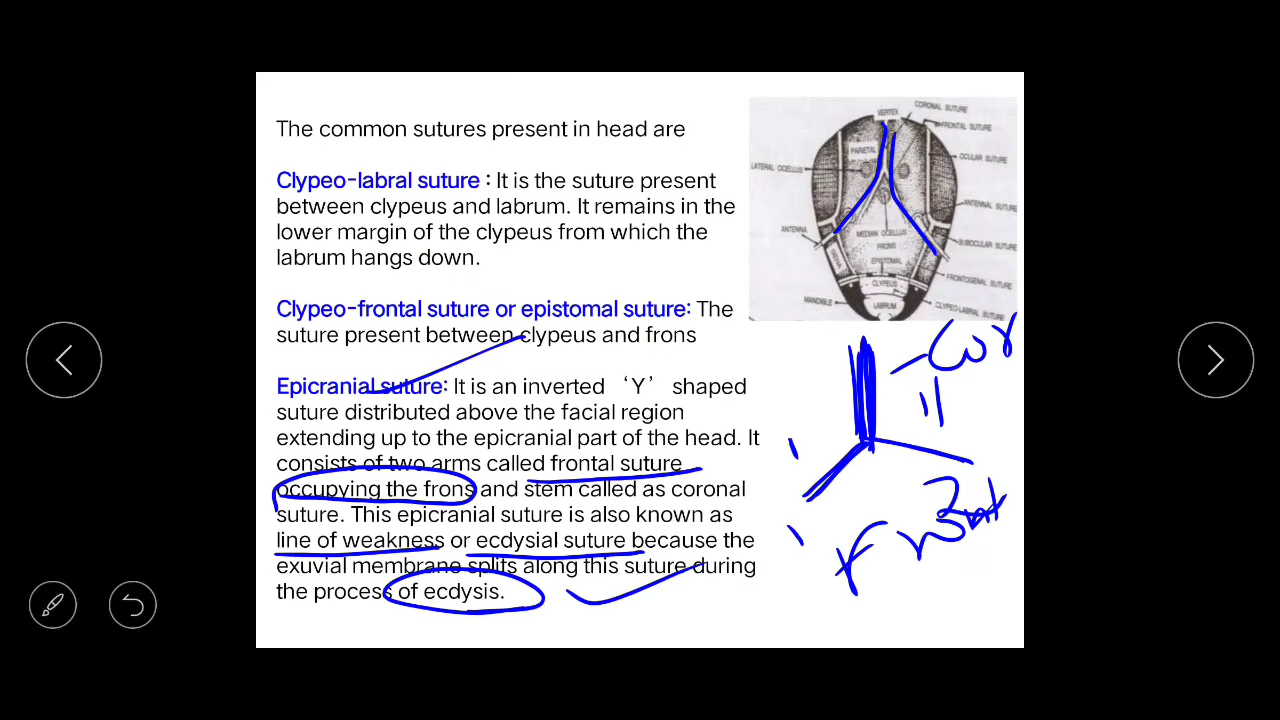 The common sutures present in head are
Clypeo-labral suture : It is the suture present
between clypeus and labrum. It remains in the
lower margin of the clypeus from which the
labrum hangs down.
Clypeo-frontal suture or epistomal suture: The
suture present between clypeus and frons
Epicranial suture: It is an inverted ‘Y’ shaped
suture distributed above the facial region
extending up to the epicranial part of the head. It
consists of two arms called frontal suture
occupying the frons and stem called as coronal
suture. This epicranial suture is also known as
line of weakness or ecdysial suture because the
exuvial membrane splits along this suture during
the process of ecdysis.
VERTEX
CORONAL SUTURE
FRONTAL SUTURE
PARIETAL
OCULAR SUTURE
LATERAL OCELLUS
ANTENNAL SUTURE
ANTENNA
MEDIAN OCELLUS
SUBOCULAR SUTURE
FRONS
EPISTOMAL
FRONTOGENAL SUTURE
CLYPEUS
MANDIBLE
LABRUM
CLYPEO-LABRAL SUTURE
Cor